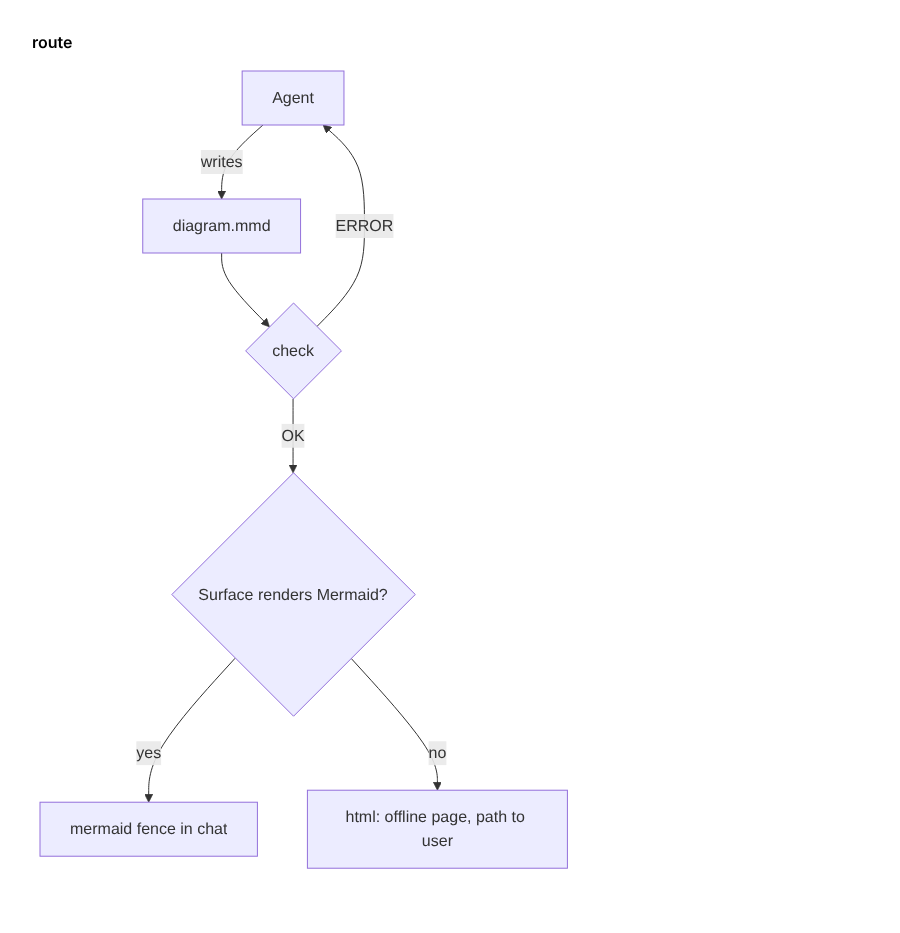 route
Agent
writes
diagram.mmd
ERROR
check
OK
Surface renders Mermaid?
yes
no
mermaid fence in chat
html: offline page, path to
user